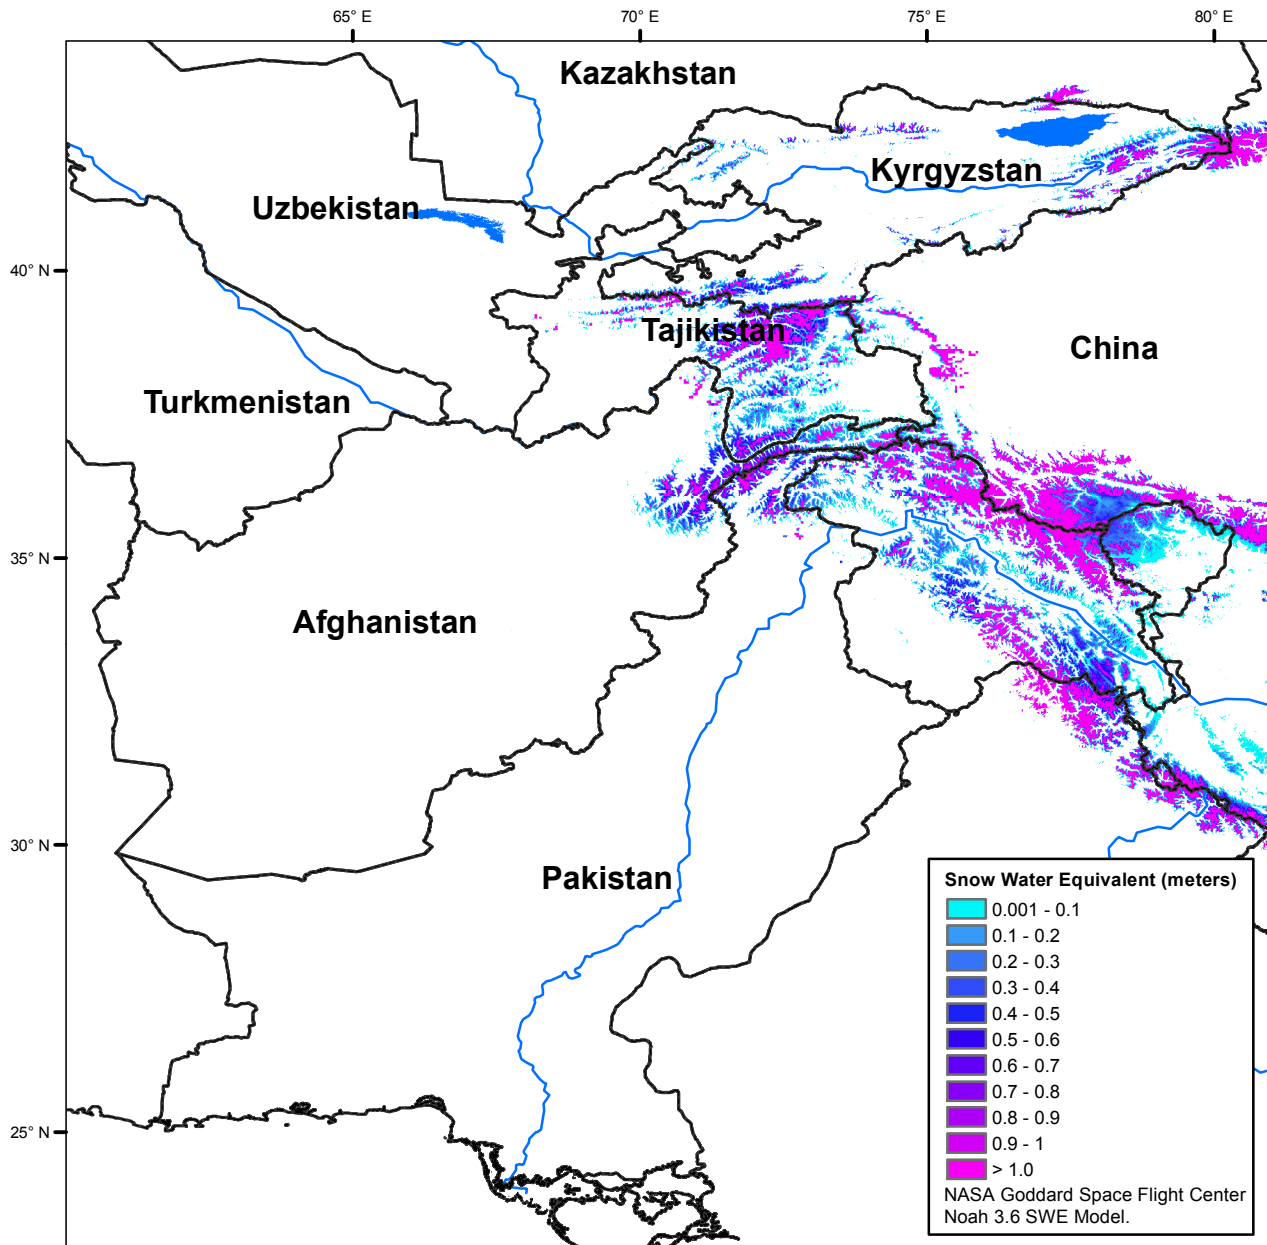 65° E
70° E
75° E
80° E
Kazakhstan
Kyrgyzstan
Uzbekistan
40° N
Tajikistan
China
Turkmenistan
35° N
Afghanistan
30° N
Pakistan
25° N
Snow Water Equivalent (meters)
0.001 - 0.1
0.1 - 0.2
0.2 - 0.3
0.3 - 0.4
0.4 - 0.5
0.5 - 0.6
0.6 - 0.7
0.7 - 0.8
0.8 - 0.9
0.9 - 1
> 1.0
NASA Goddard Space Flight Center
Noah 3.6 SWE Model.